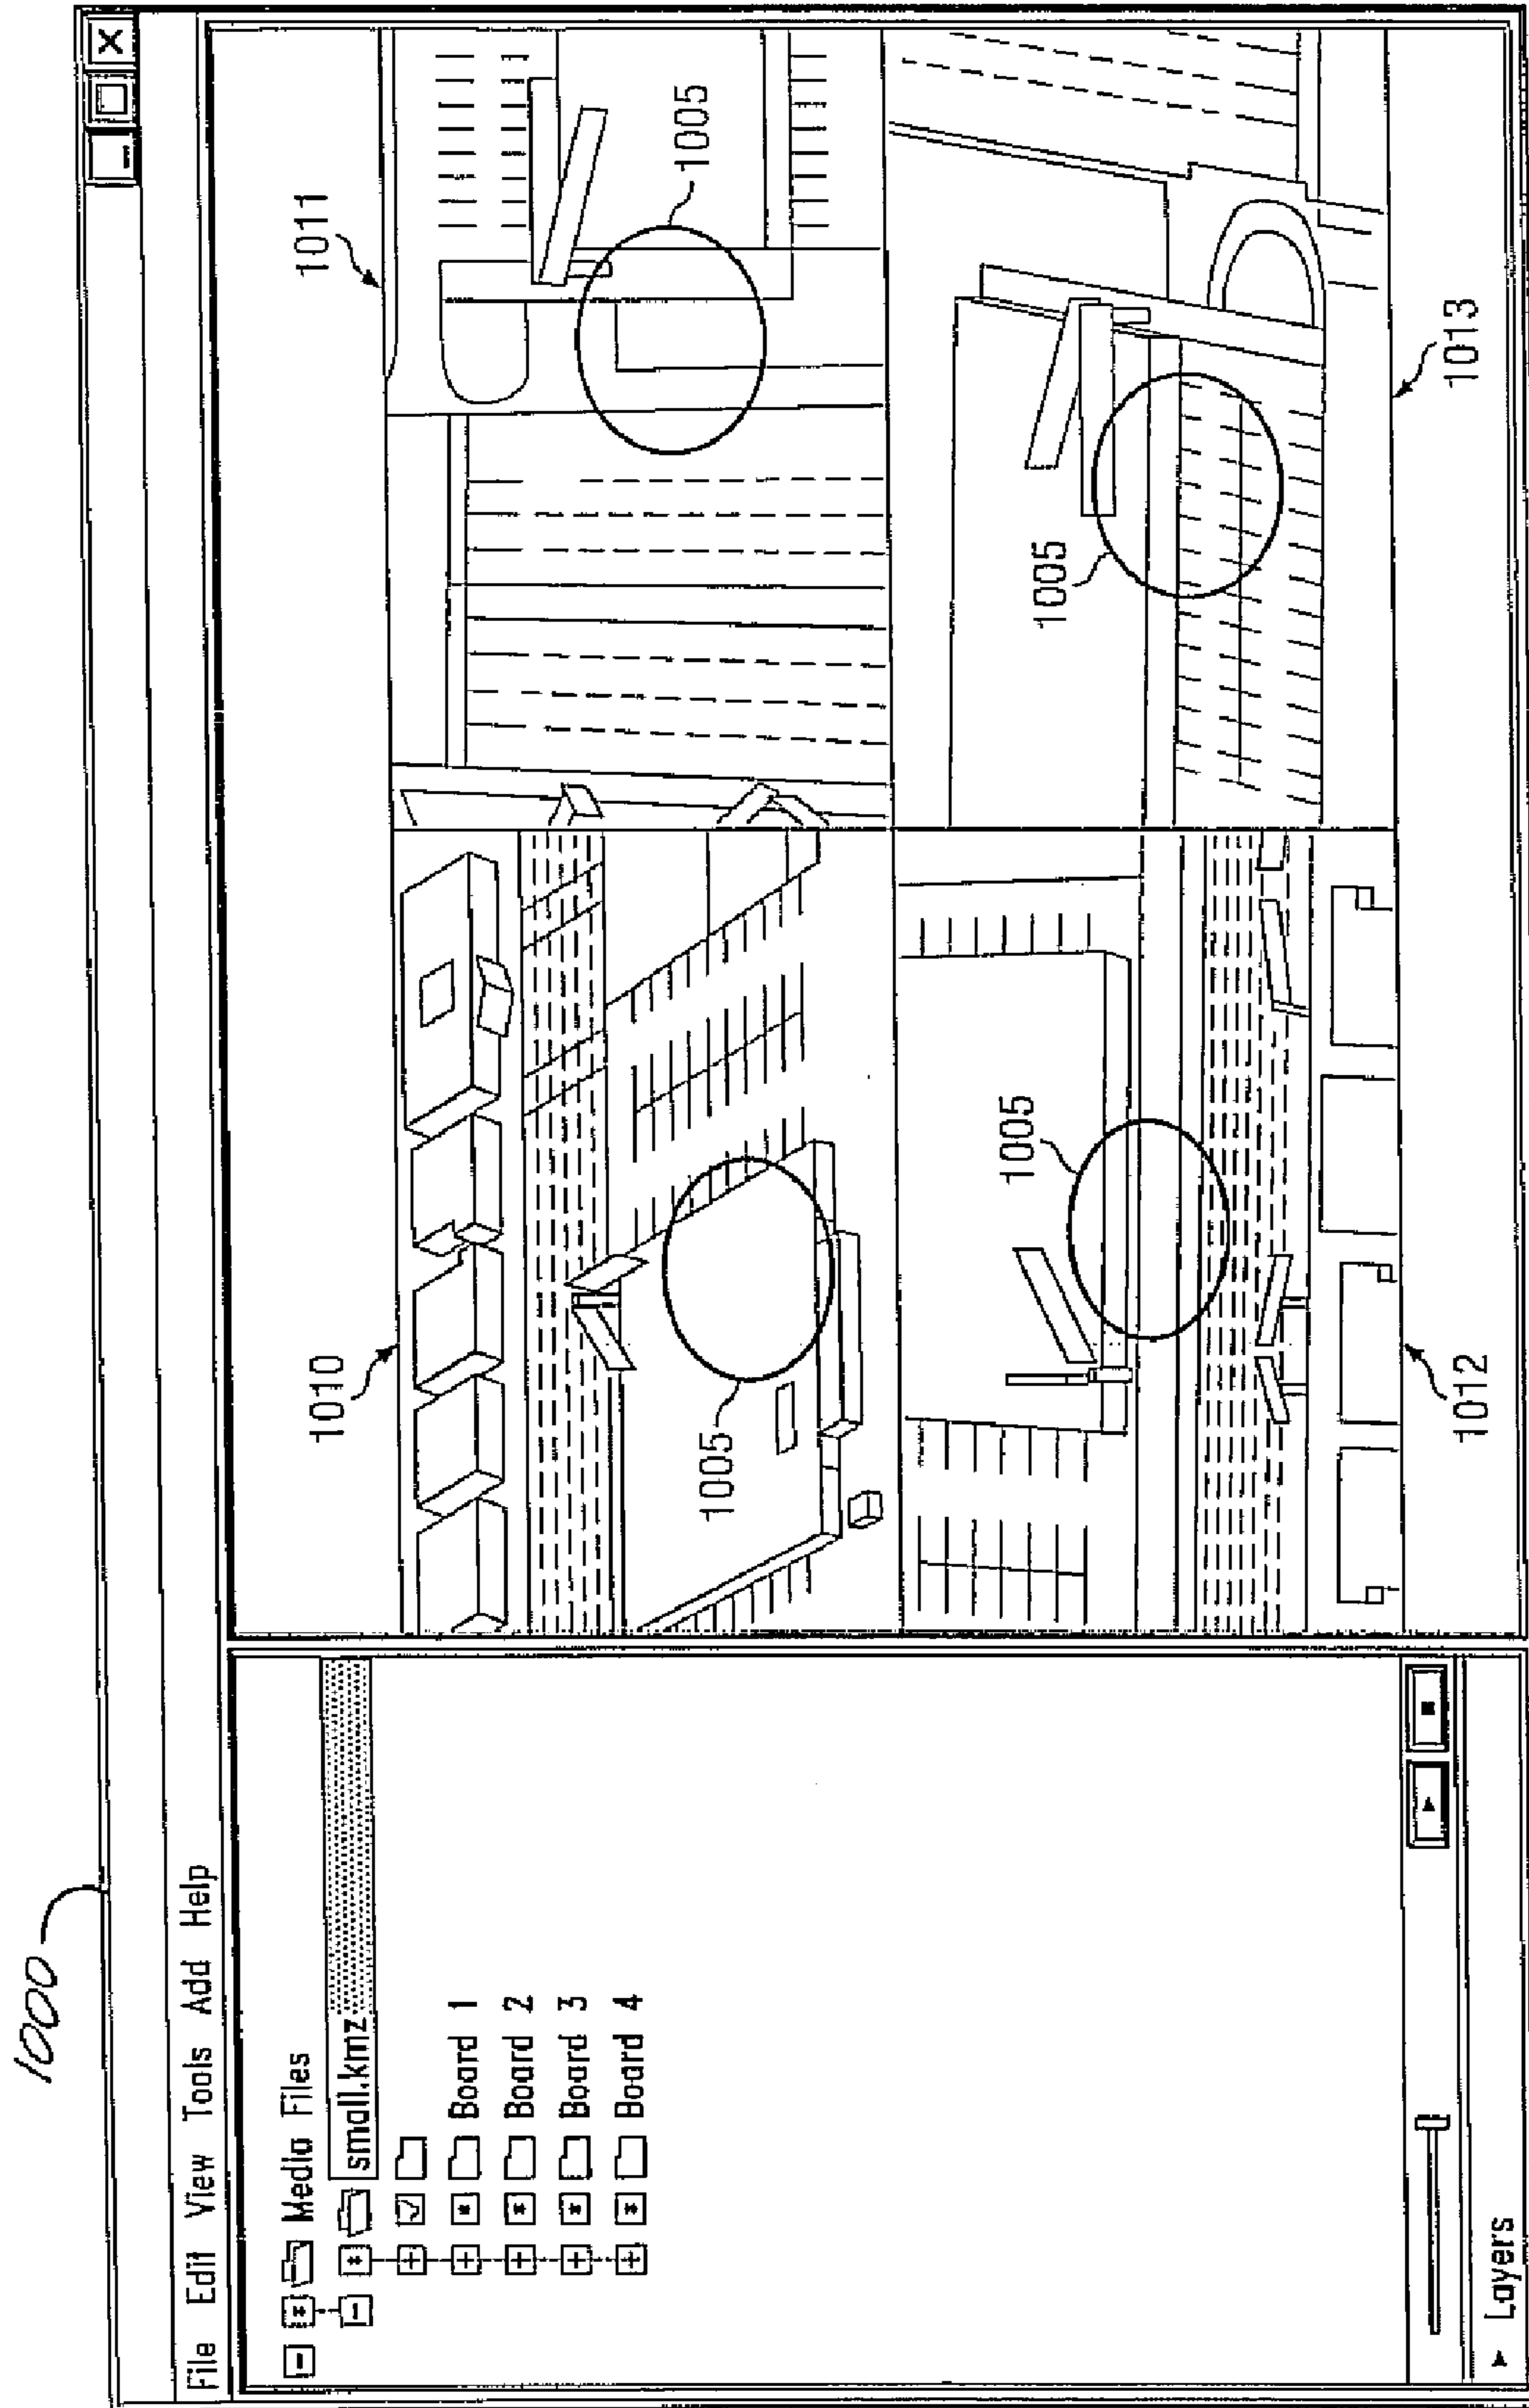 1000
File Edit View Tools Add Help
Media Files
small.kmz
Board 1
Board 2
Board 3
Board 4
Layers
1010
1011
1005
1005
1005
1005
1012
1013